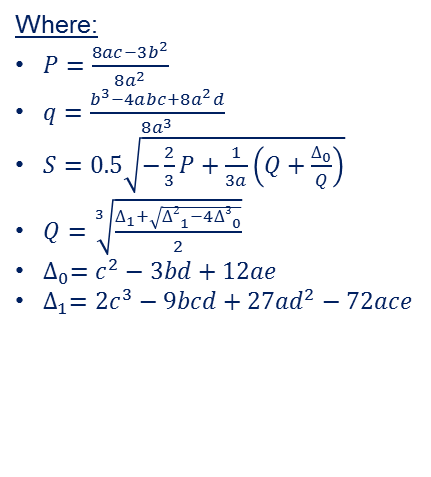 Where:
• P = (8ac−3b²)/(8a²)
• q = (b³−4abc+8a²d)/(8a³)
• S = 0.5√(−(2/3)P + (1/3a)(Q + Δ₀/Q))
• Q = ∛((Δ₁+√(Δ²₁−4Δ³₀))/2)
• Δ₀= c² − 3bd + 12ae
• Δ₁= 2c³ − 9bcd + 27ad² − 72ace